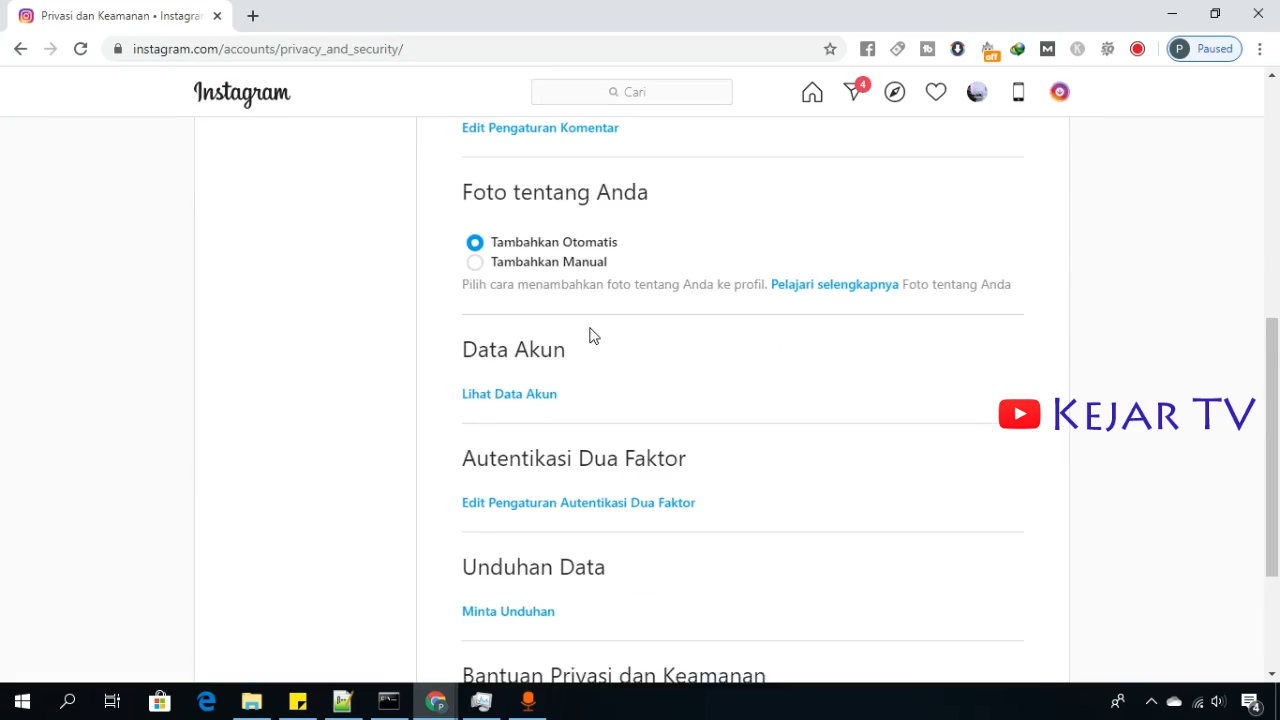 Privasi dan Keamanan • Instagra
instagram.com/accounts/privacy_and_security/
off
M
K
P
Paused
Instagram
Cari
4
Edit Pengaturan Komentar
Foto tentang Anda
Tambahkan Otomatis
Tambahkan Manual
Pilih cara menambahkan foto tentang Anda ke profil. Pelajari selengkapnya Foto tentang Anda
Data Akun
Lihat Data Akun
Kejar TV
Autentikasi Dua Faktor
Edit Pengaturan Autentikasi Dua Faktor
Unduhan Data
Minta Unduhan
Bantuan Privasi dan Keamanan
4